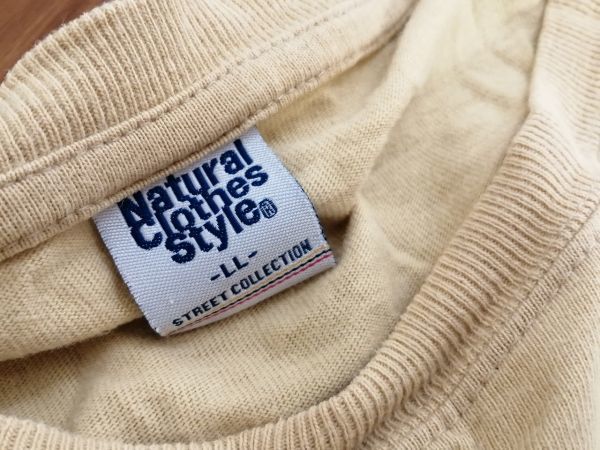 Natural
Clothes
Style®
-LL-
STREET COLLECTION